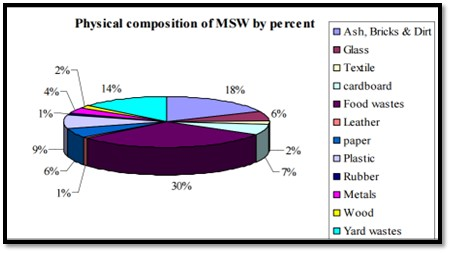 Physical composition of MSW by percent
2%
14%
18%
4%
6%
1%
9%
2%
6%
7%
1%
30%
Ash, Bricks & Dirt
Glass
Textile
cardboard
Food wastes
Leather
paper
Plastic
Rubber
Metals
Wood
Yard wastes